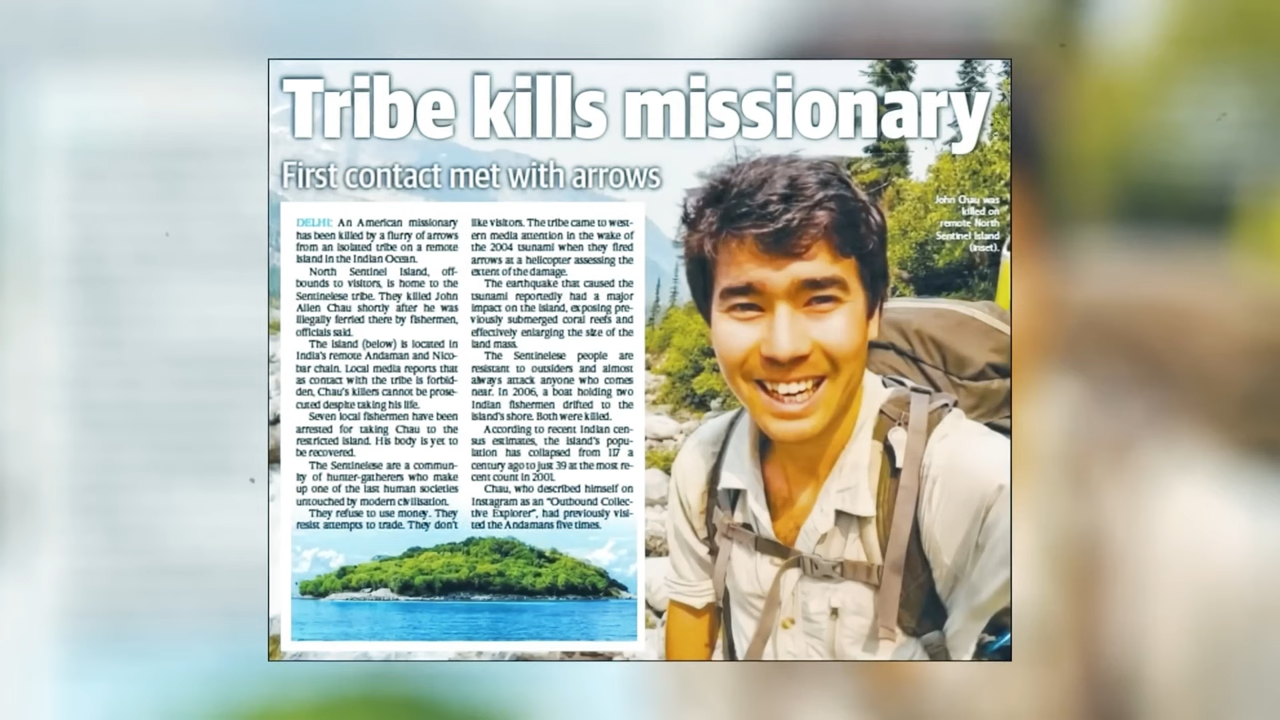 Tribe kills missionary
First contact met with arrows
DELHI: An American missionary
has been killed by a flurry of arrows
from an isolated tribe on a remote
island in the Indian Ocean.
North Sentinel Island, off-
bounds to visitors, is home to the
Sentinelese tribe. They killed John
Allen Chau shortly after he was
illegally ferried there by fishermen,
officials said.
The island (below) is located in
India's remote Andaman and Nico-
bar chain. Local media reports that
as contact with the tribe is forbid-
den, Chau's killers cannot be prose-
cuted despite taking his life.
Seven local fishermen have been
arrested for taking Chau to the
restricted island. His body is yet to
be recovered.
The Sentinelese are a commun-
ity of hunter-gatherers who make
up one of the last human societies
untouched by modern civilisation.
They refuse to use money. They
resist attempts to trade. They don't
like visitors. The tribe came to west-
ern media attention in the wake of
the 2004 tsunami when they fired
arrows at a helicopter assessing the
extent of the damage.
The earthquake that caused the
tsunami reportedly had a major
impact on the island, exposing pre-
viously submerged coral reefs and
effectively enlarging the size of the
land mass.
The Sentinelese people are
resistant to outsiders and almost
always attack anyone who comes
near. In 2006, a boat holding two
Indian fishermen drifted to the
island's shore. Both were killed.
According to recent Indian cen-
sus estimates, the island's popu-
lation has collapsed from 117 a
century ago to just 39 at the most re-
cent count in 2001.
Chau, who described himself on
Instagram as an "Outbound Collec-
tive Explorer", had previously visi-
ted the Andamans five times.
John Chau was
killed on
remote North
Sentinel Island
(inset).